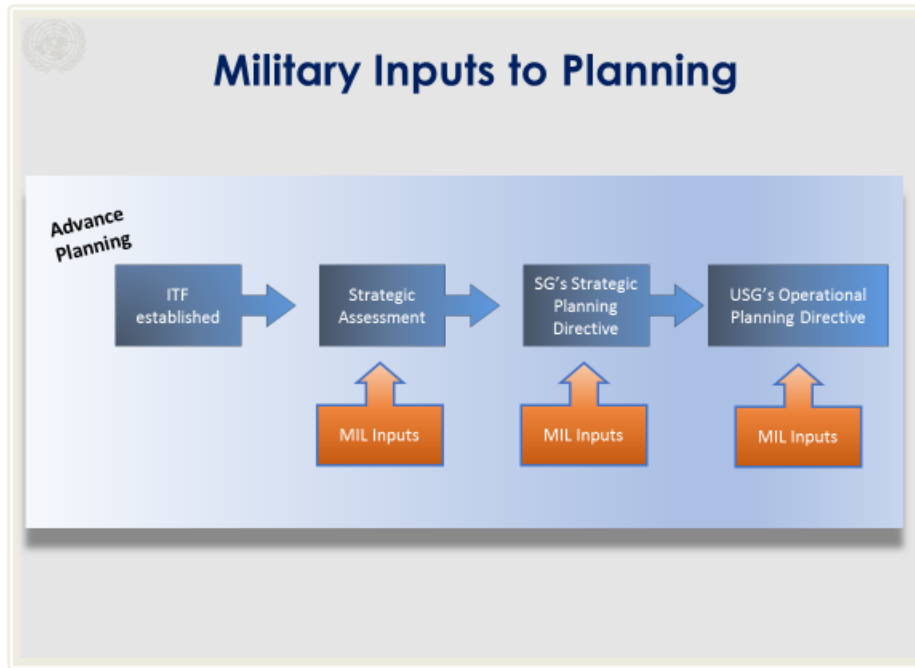 Military Inputs to Planning
Advance
Planning
ITF
established
Strategic
Assessment
SG's Strategic
Planning
Directive
USG's Operational
Planning Directive
MIL Inputs
MIL Inputs
MIL Inputs